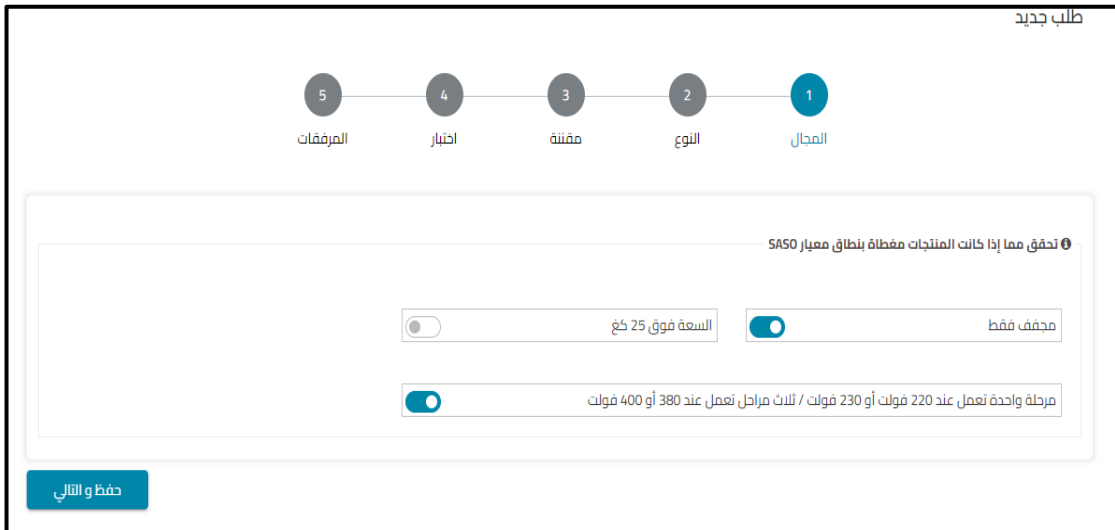 طلب جديد
1 2 3 4 5
المجال النوع مقننة اختبار المرفقات
تحقق مما إذا كانت المنتجات مغطاة بنطاق معيار SASO
مجفف فقط
السعة فوق 25 كغ
مرحلة واحدة تعمل عند 220 فولت أو 230 فولت / ثلاث مراحل تعمل عند 380 أو 400 فولت
حفظ و التالي